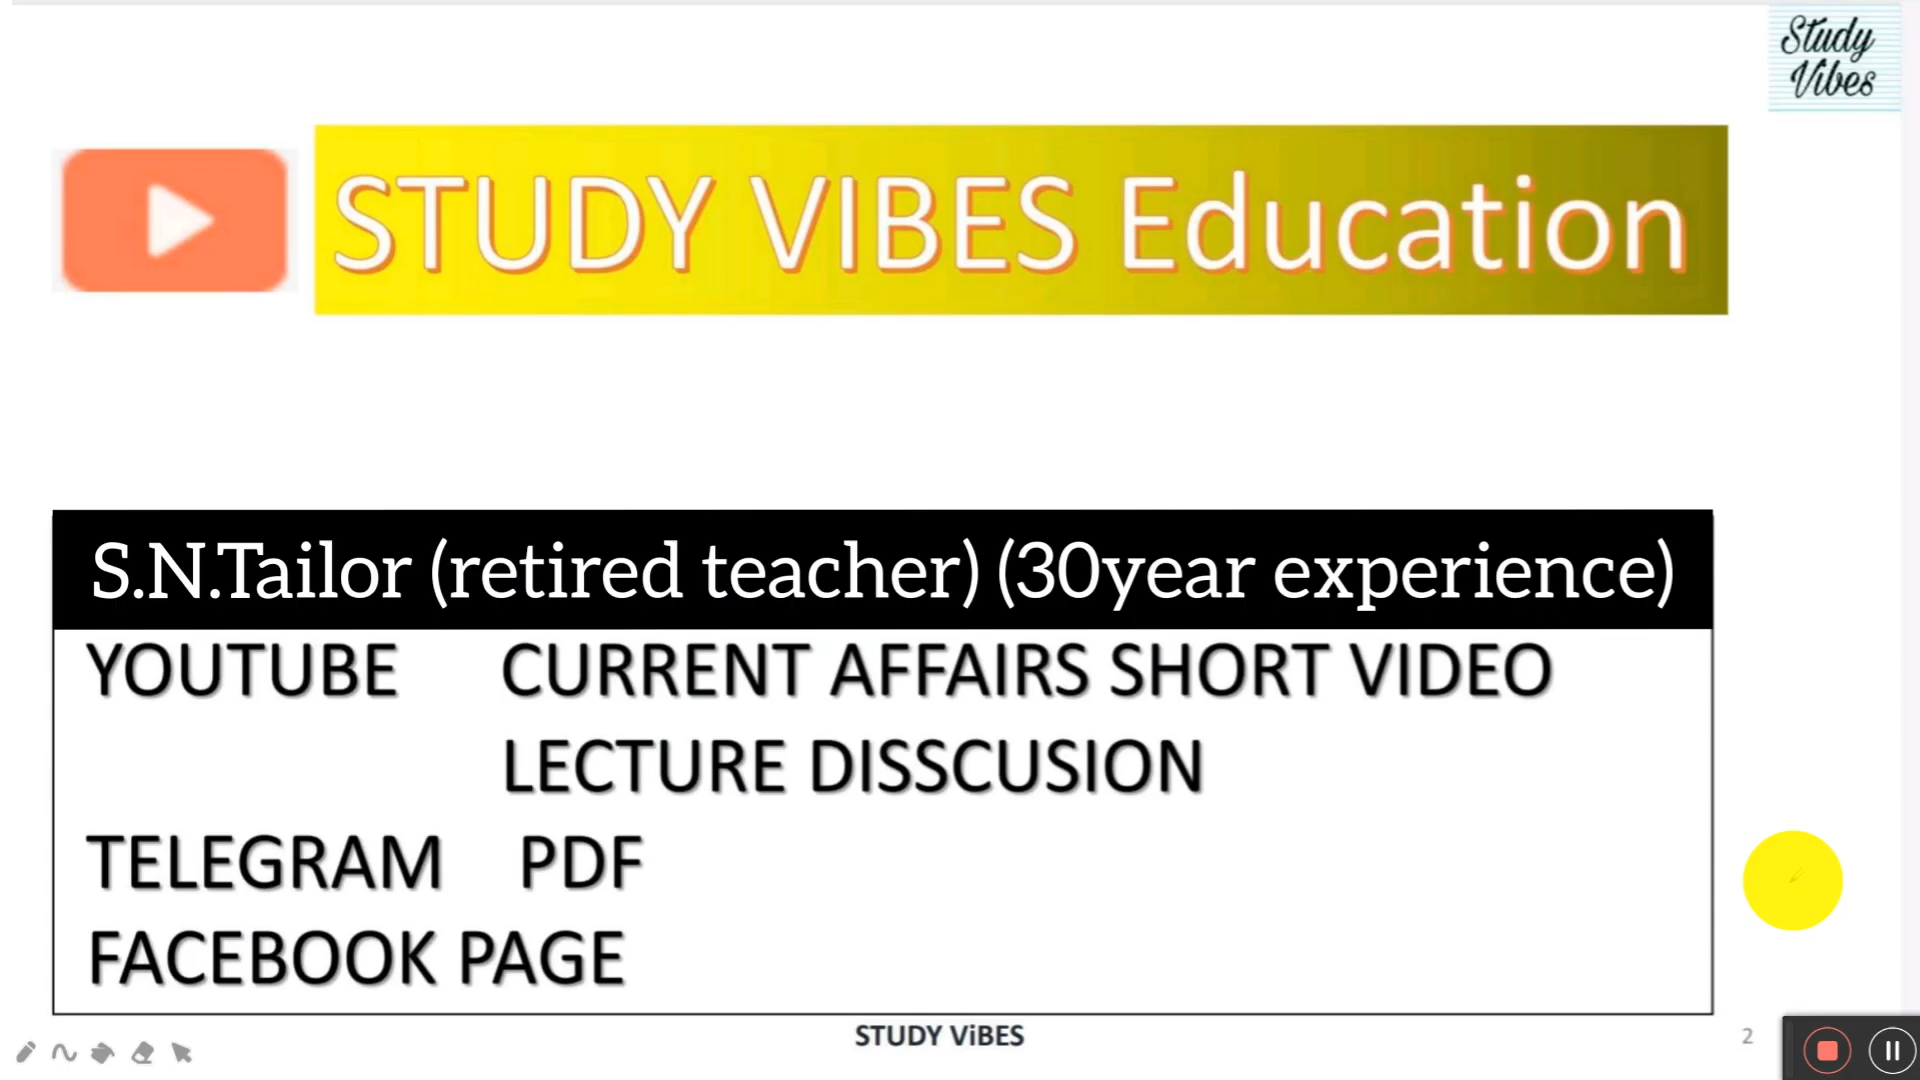 Study
Vibes
STUDY VIBES Education
S.N.Tailor (retired teacher) (30year experience)
YOUTUBE CURRENT AFFAIRS SHORT VIDEO
LECTURE DISSCUSION
TELEGRAM PDF
FACEBOOK PAGE
STUDY ViBES
2